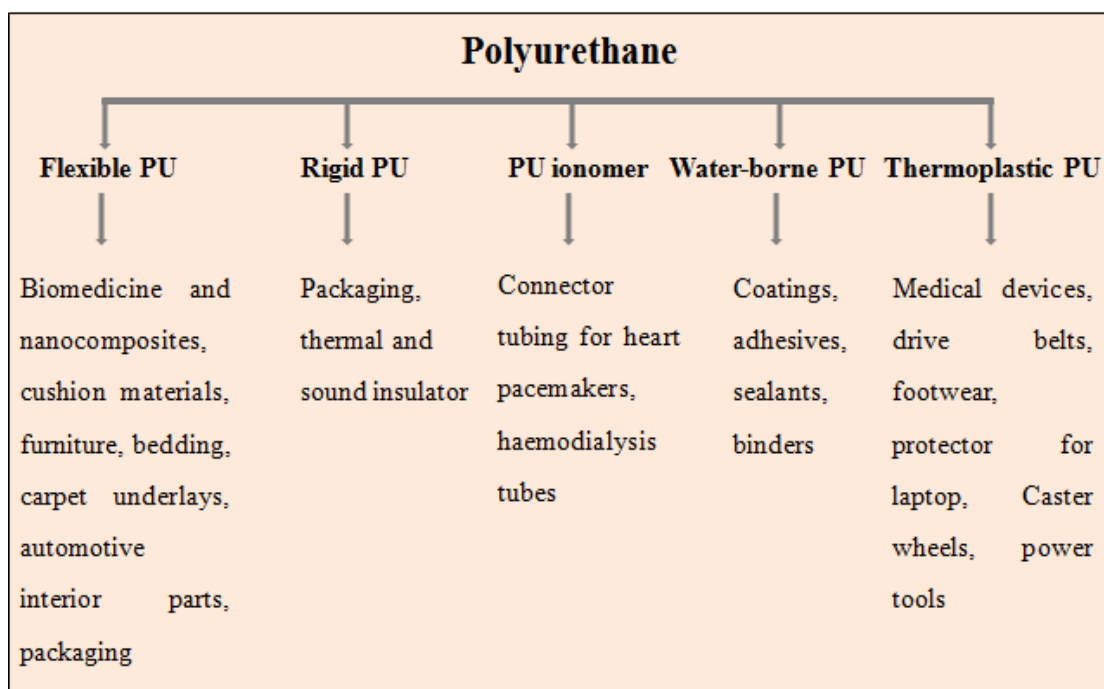 Polyurethane
Flexible PU
Rigid PU
PU ionomer
Water-borne PU
Thermoplastic PU
Biomedicine and
nanocomposites,
cushion materials,
furniture, bedding,
carpet underlays,
automotive
interior parts,
packaging
Packaging,
thermal and
sound insulator
Connector
tubing for heart
pacemakers,
haemodialysis
tubes
Coatings,
adhesives,
sealants,
binders
Medical devices,
drive belts,
footwear,
protector for
laptop, Caster
wheels, power
tools